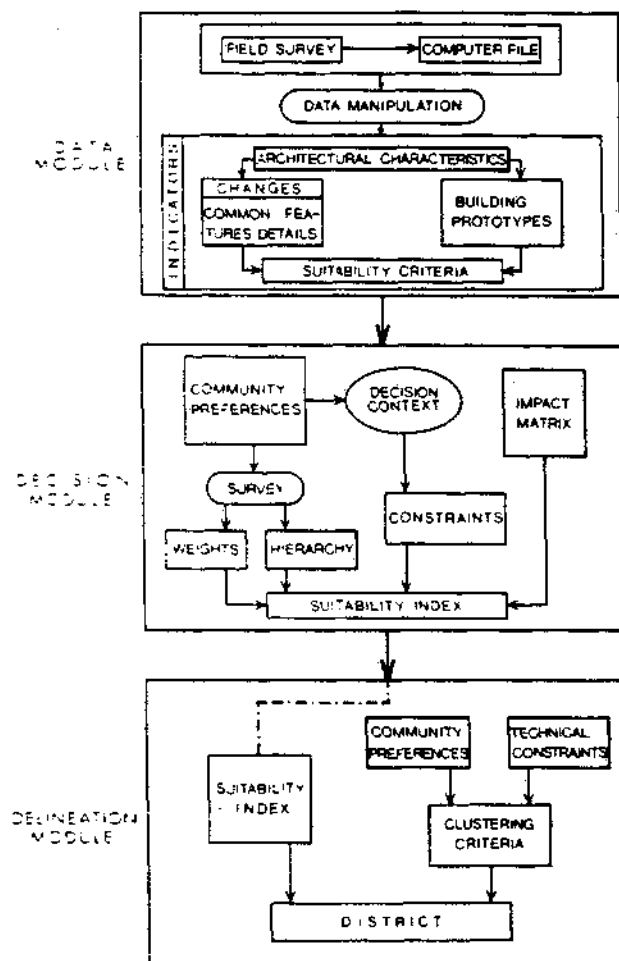 FIELD SURVEY
COMPUTER FILE
DATA MANIPULATION
DATA
MODULE
INDICATORS
ARCHITECTURAL CHARACTERISTICS
CHANGES
COMMON FEA-
TURES DETAILS
BUILDING
PROTOTYPES
SUITABILITY CRITERIA
COMMUNITY
PREFERENCES
DECISION
CONTEXT
IMPACT
MATRIX
DECISION
MODULE
SURVEY
CONSTRAINTS
WEIGHTS
HIERARCHY
SUITABILITY INDEX
COMMUNITY
PREFERENCES
TECHNICAL
CONSTRAINTS
DELINEATION
MODULE
SUITABILITY
INDEX
CLUSTERING
CRITERIA
DISTRICT